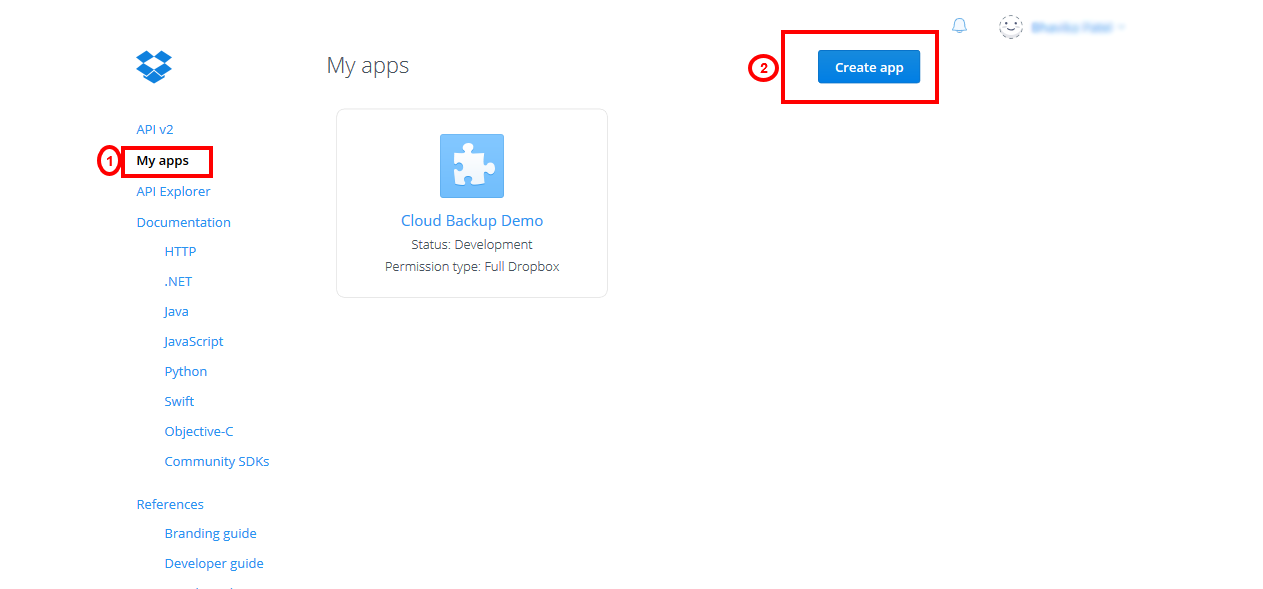 My apps
2
Create app
API v2
1
My apps
API Explorer
Documentation
HTTP
.NET
Java
JavaScript
Python
Swift
Objective-C
Community SDKs
References
Branding guide
Developer guide
Cloud Backup Demo
Status: Development
Permission type: Full Dropbox